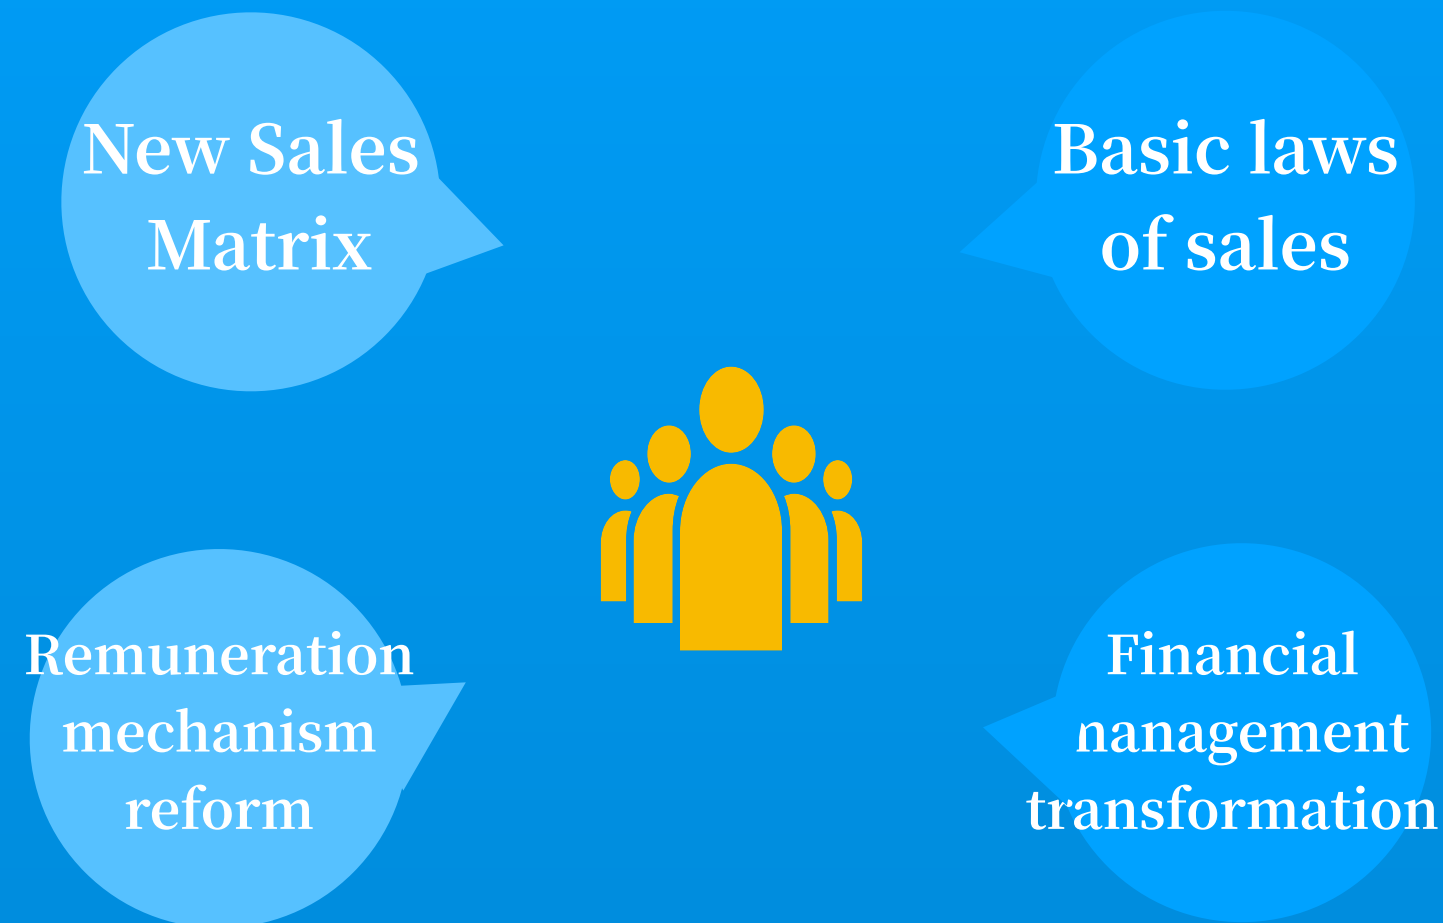 New Sales
Matrix
Basic laws
of sales
Remuneration
mechanism
reform
Financial
nanagement
transformation